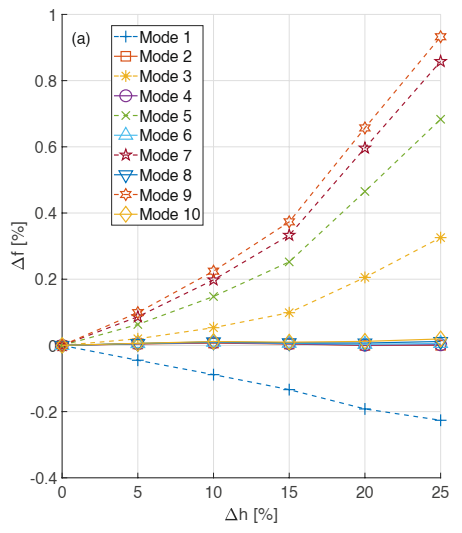 1
(a)
Mode 1
Mode 2
Mode 3
Mode 4
Mode 5
Mode 6
Mode 7
Mode 8
Mode 9
Mode 10
0.8
0.6
0.4
0.2
0
-0.2
-0.4
Δf [%]
0 5 10 15 20 25
Δh [%]